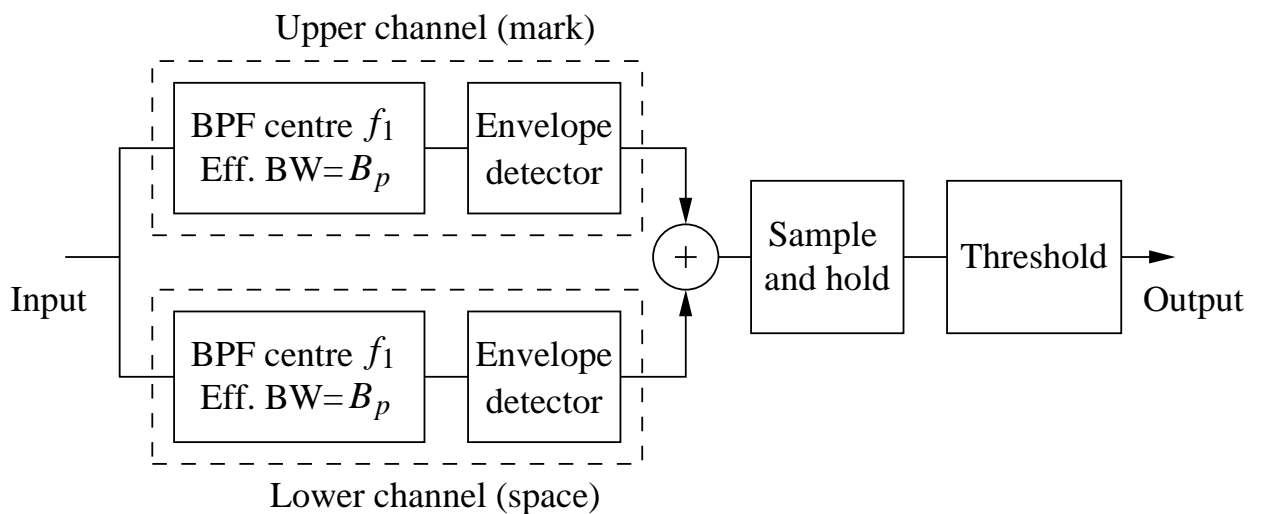 Upper channel (mark)
BPF centre f1
Eff. BW=Bp
Envelope
detector
Input
+
Sample
and hold
Threshold
Output
BPF centre f1
Eff. BW=Bp
Envelope
detector
Lower channel (space)